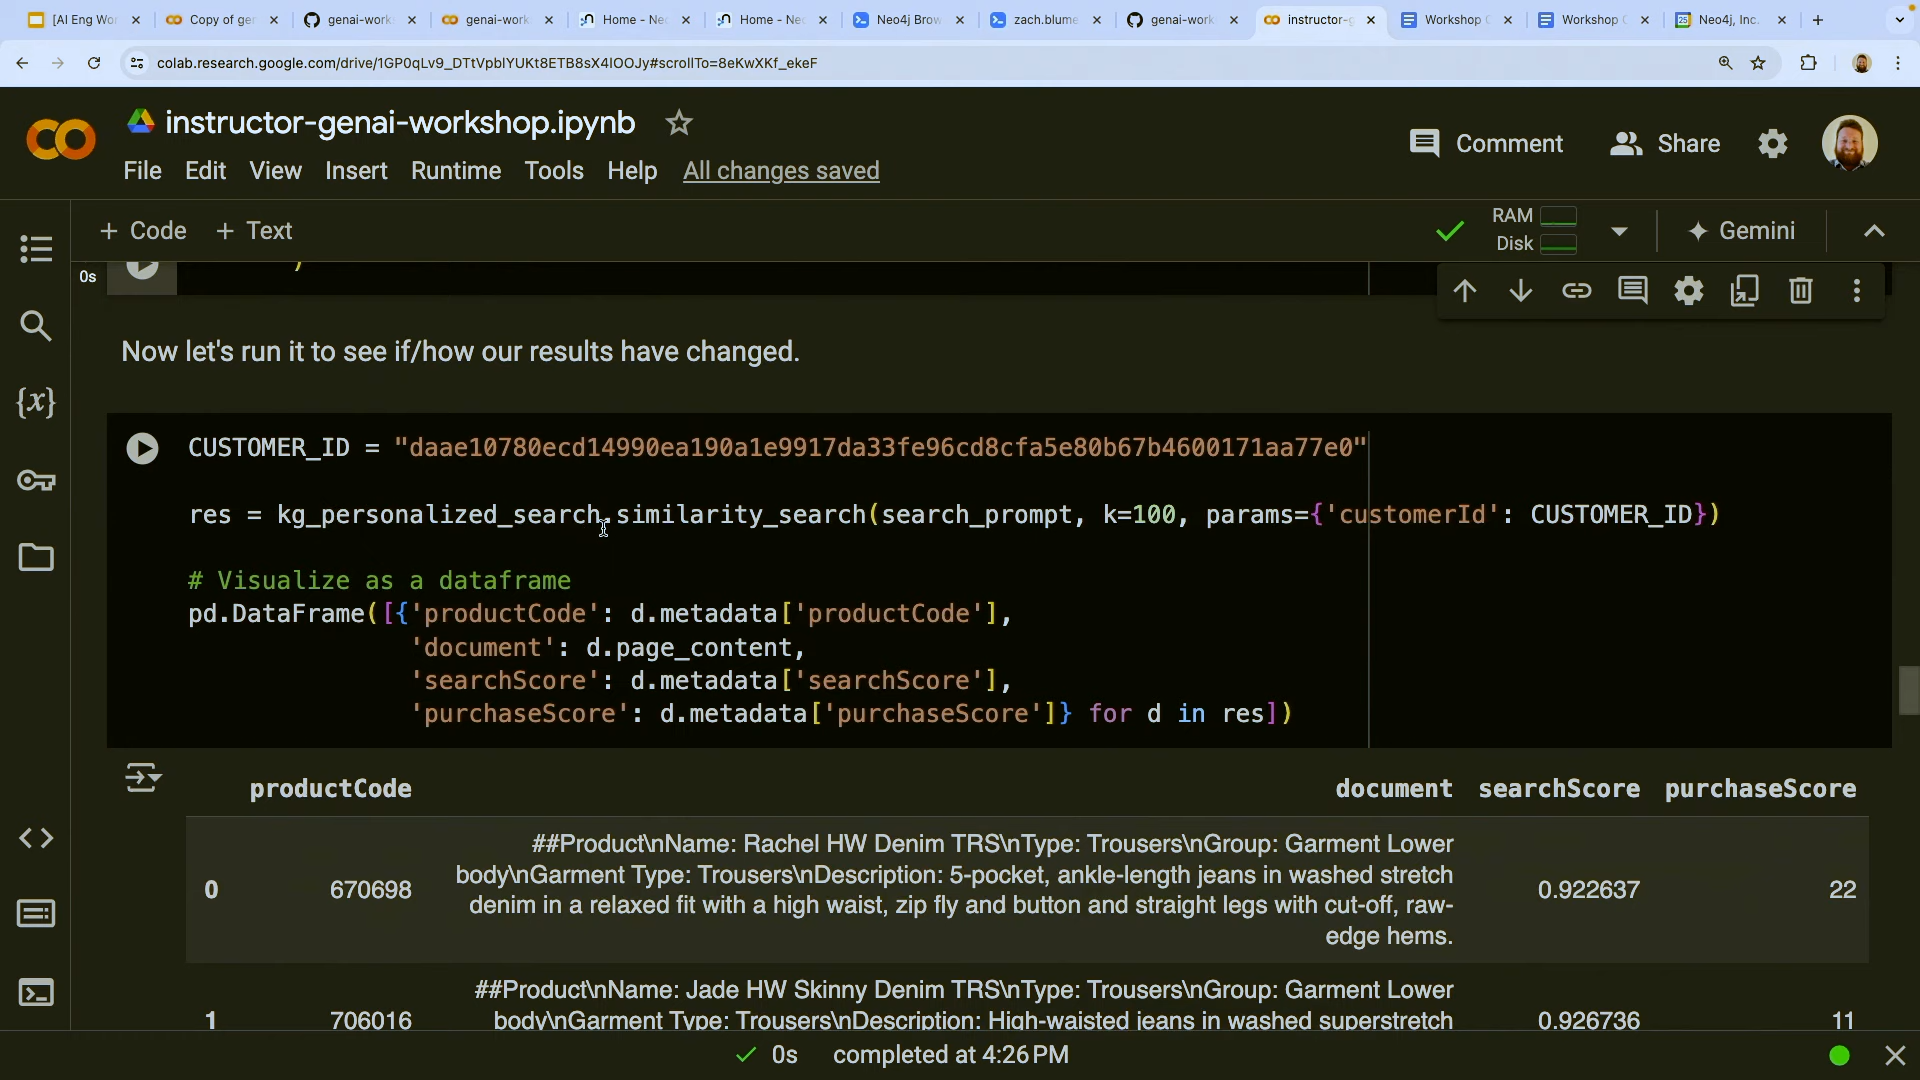 [AI Eng Wor
Copy of ge
genai-work
genai-work
Home - Ne
Home - Ne
Neo4j Brow
zach.blume
genai-work
instructor-g
Workshop
Workshop
Neo4j, Inc.
colab.research.google.com/drive/1GP0qLv9_DTtVpblYUKt8ETB8sX4lOOJy#scrollTo=8eKwXKf_ekeF
instructor-genai-workshop.ipynb
Comment
Share
File Edit View Insert Runtime Tools Help All changes saved
+ Code + Text
RAM
Disk
Gemini
0s
)
Now let's run it to see if/how our results have changed.
CUSTOMER_ID = "daae10780ecd14990ea190a1e9917da33fe96cd8cfa5e80b67b4600171aa77e0"
res = kg_personalized_search.similarity_search(search_prompt, k=100, params={'customerId': CUSTOMER_ID})
# Visualize as a dataframe
pd.DataFrame([{'productCode': d.metadata['productCode'],
'document': d.page_content,
'searchScore': d.metadata['searchScore'],
'purchaseScore': d.metadata['purchaseScore']} for d in res])
productCode document searchScore purchaseScore
##Product\nName: Rachel HW Denim TRS\nType: Trousers\nGroup: Garment Lower
body\nGarment Type: Trousers\nDescription: 5-pocket, ankle-length jeans in washed stretch
0 670698 denim in a relaxed fit with a high waist, zip fly and button and straight legs with cut-off, raw- 0.922637 22
edge hems.
##Product\nName: Jade HW Skinny Denim TRS\nType: Trousers\nGroup: Garment Lower
1 706016 body\nGarment Type: Trousers\nDescription: High-waisted jeans in washed superstretch 0.926736 11
0s completed at 4:26 PM